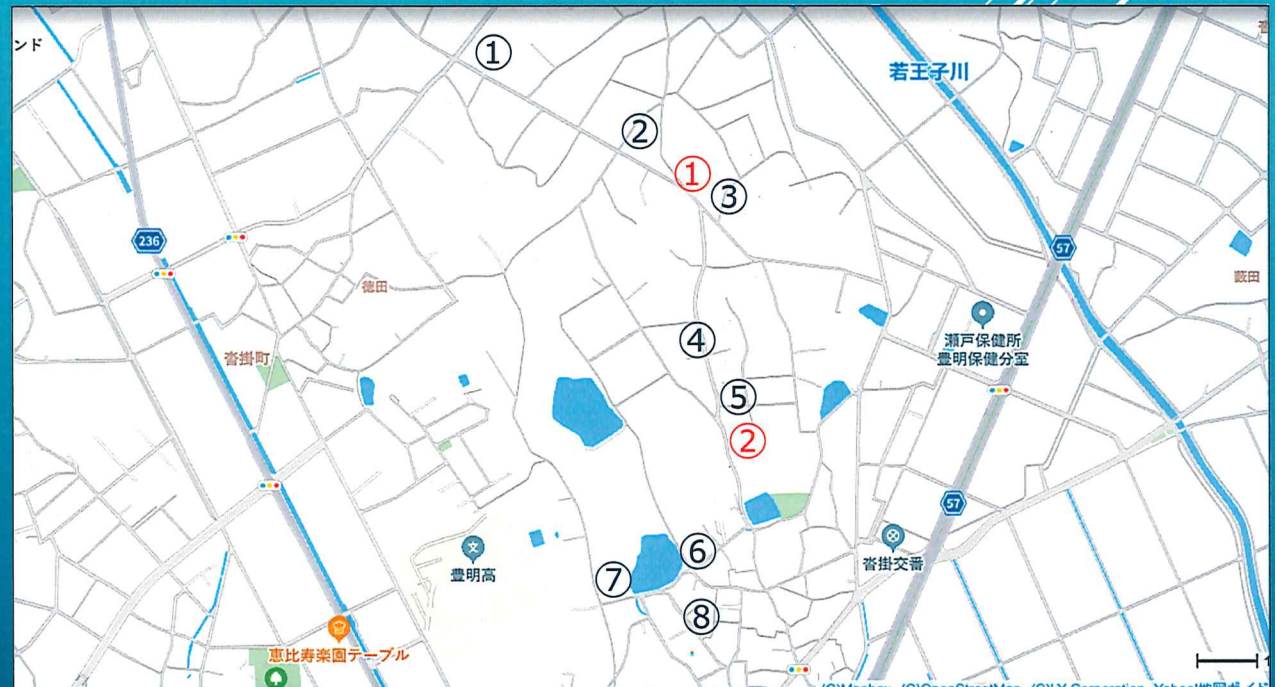 ンド
①
若王子川
②
①
③
236
57
藪田
徳田
瀬戸保健所
豊明保健分室
沓掛町
④
⑤
②
57
豊明高
⑥
沓掛交番
⑦
⑧
恵比寿楽園テーブル